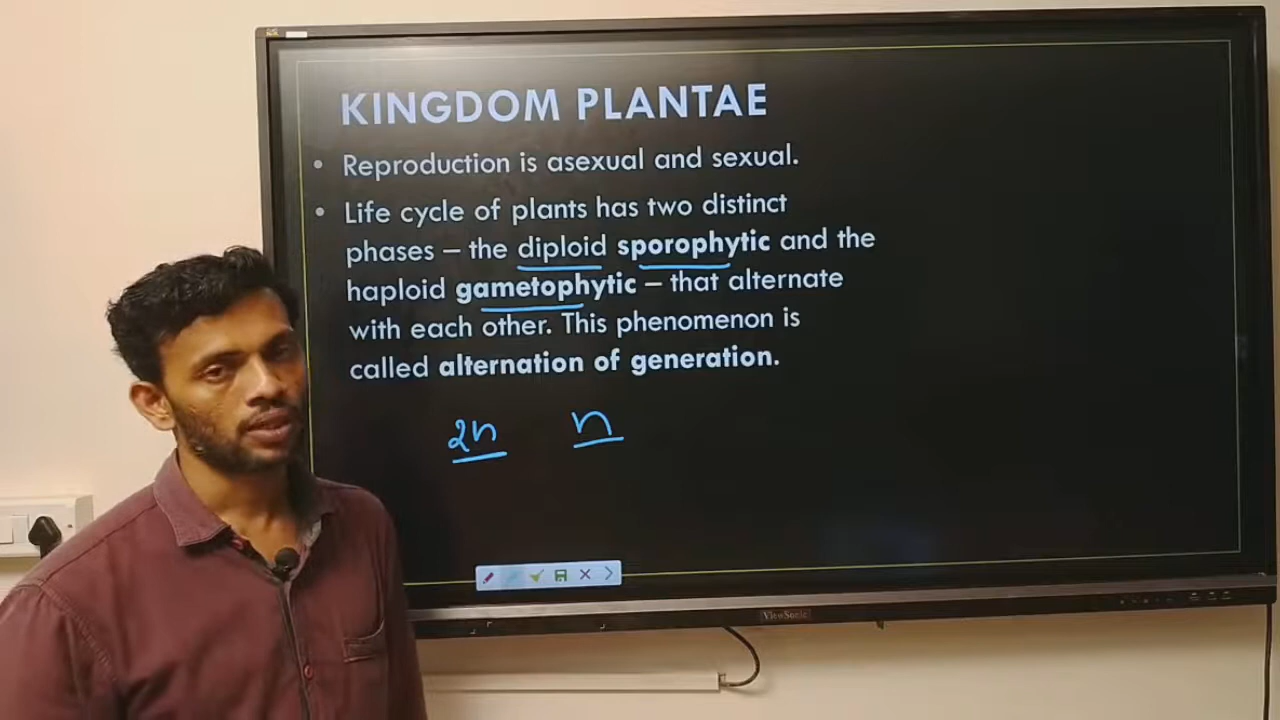 KINGDOM PLANTAE
• Reproduction is asexual and sexual.
• Life cycle of plants has two distinct
phases – the diploid sporophytic and the
haploid gametophytic – that alternate
with each other. This phenomenon is
called alternation of generation.
2n n
ViewSonic